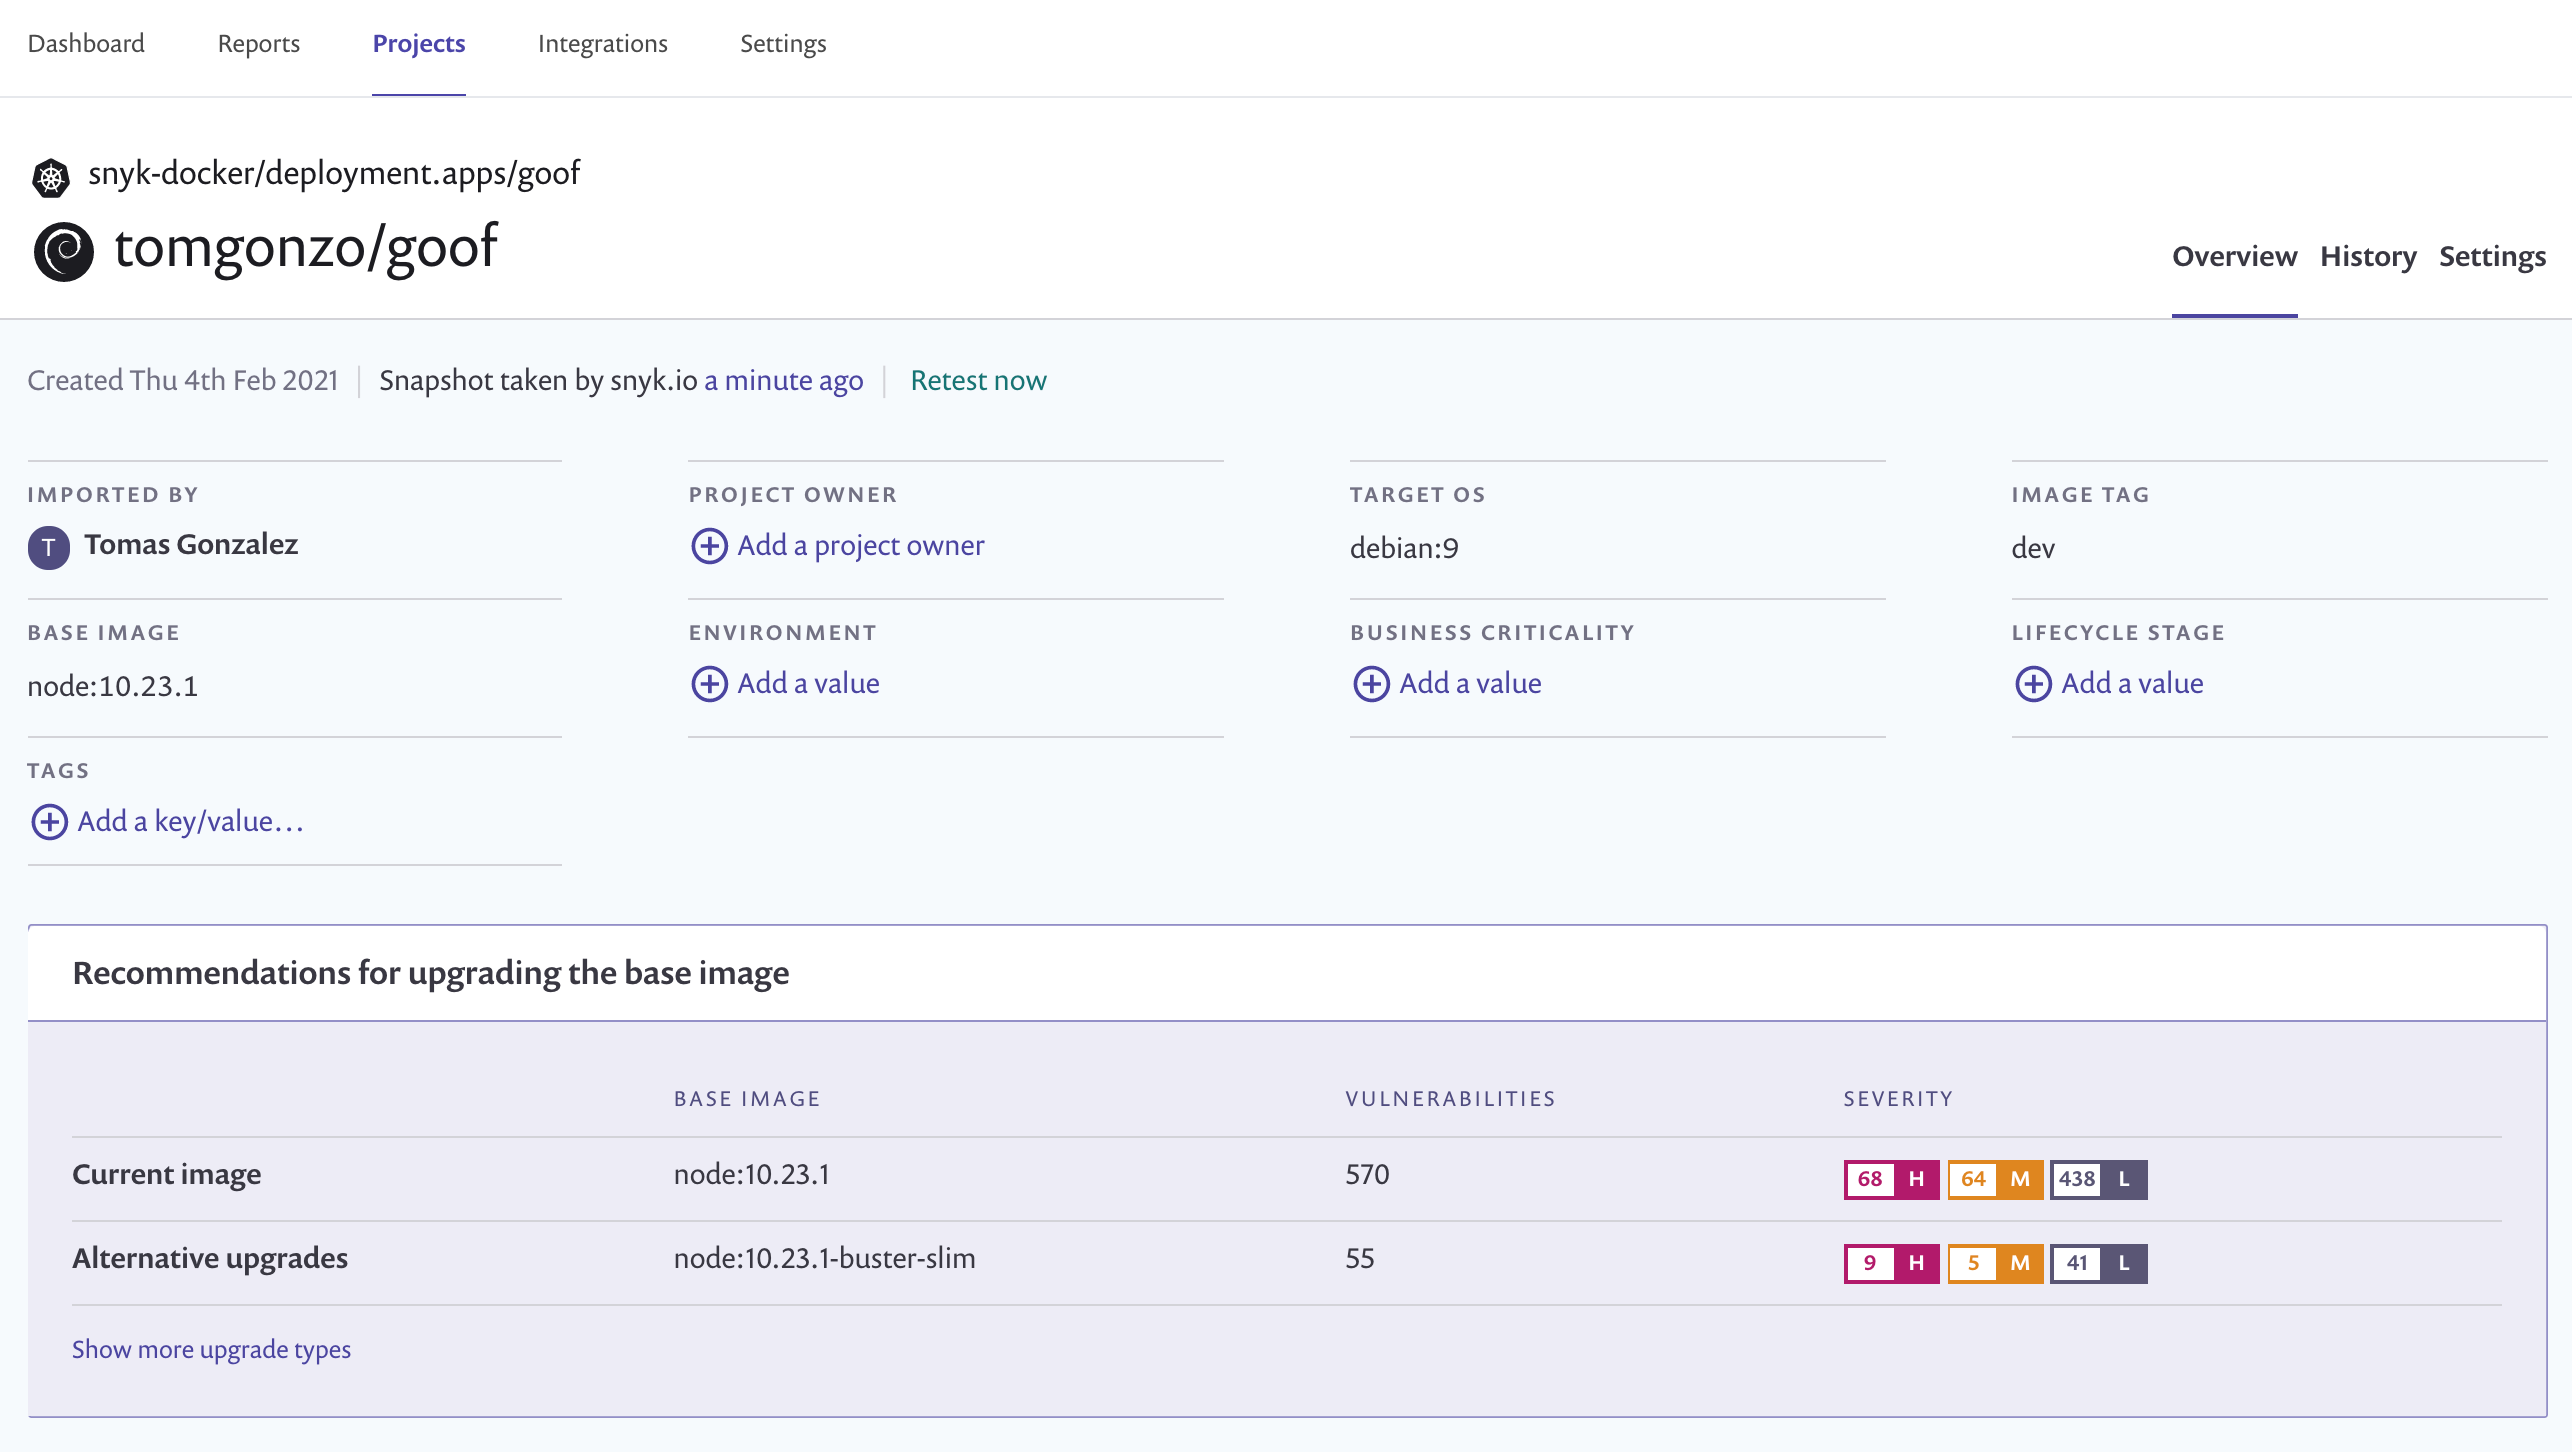 Dashboard Reports Projects Integrations Settings
snyk-docker/deployment.apps/goof
tomgonzo/goof
Overview History Settings
Created Thu 4th Feb 2021 Snapshot taken by snyk.io a minute ago Retest now
IMPORTED BY PROJECT OWNER TARGET OS IMAGE TAG
T Tomas Gonzalez Add a project owner debian:9 dev
BASE IMAGE ENVIRONMENT BUSINESS CRITICALITY LIFECYCLE STAGE
node:10.23.1 Add a value Add a value Add a value
TAGS
Add a key/value...
Recommendations for upgrading the base image
BASE IMAGE VULNERABILITIES SEVERITY
Current image node:10.23.1 570 68 H 64 M 438 L
Alternative upgrades node:10.23.1-buster-slim 55 9 H 5 M 41 L
Show more upgrade types